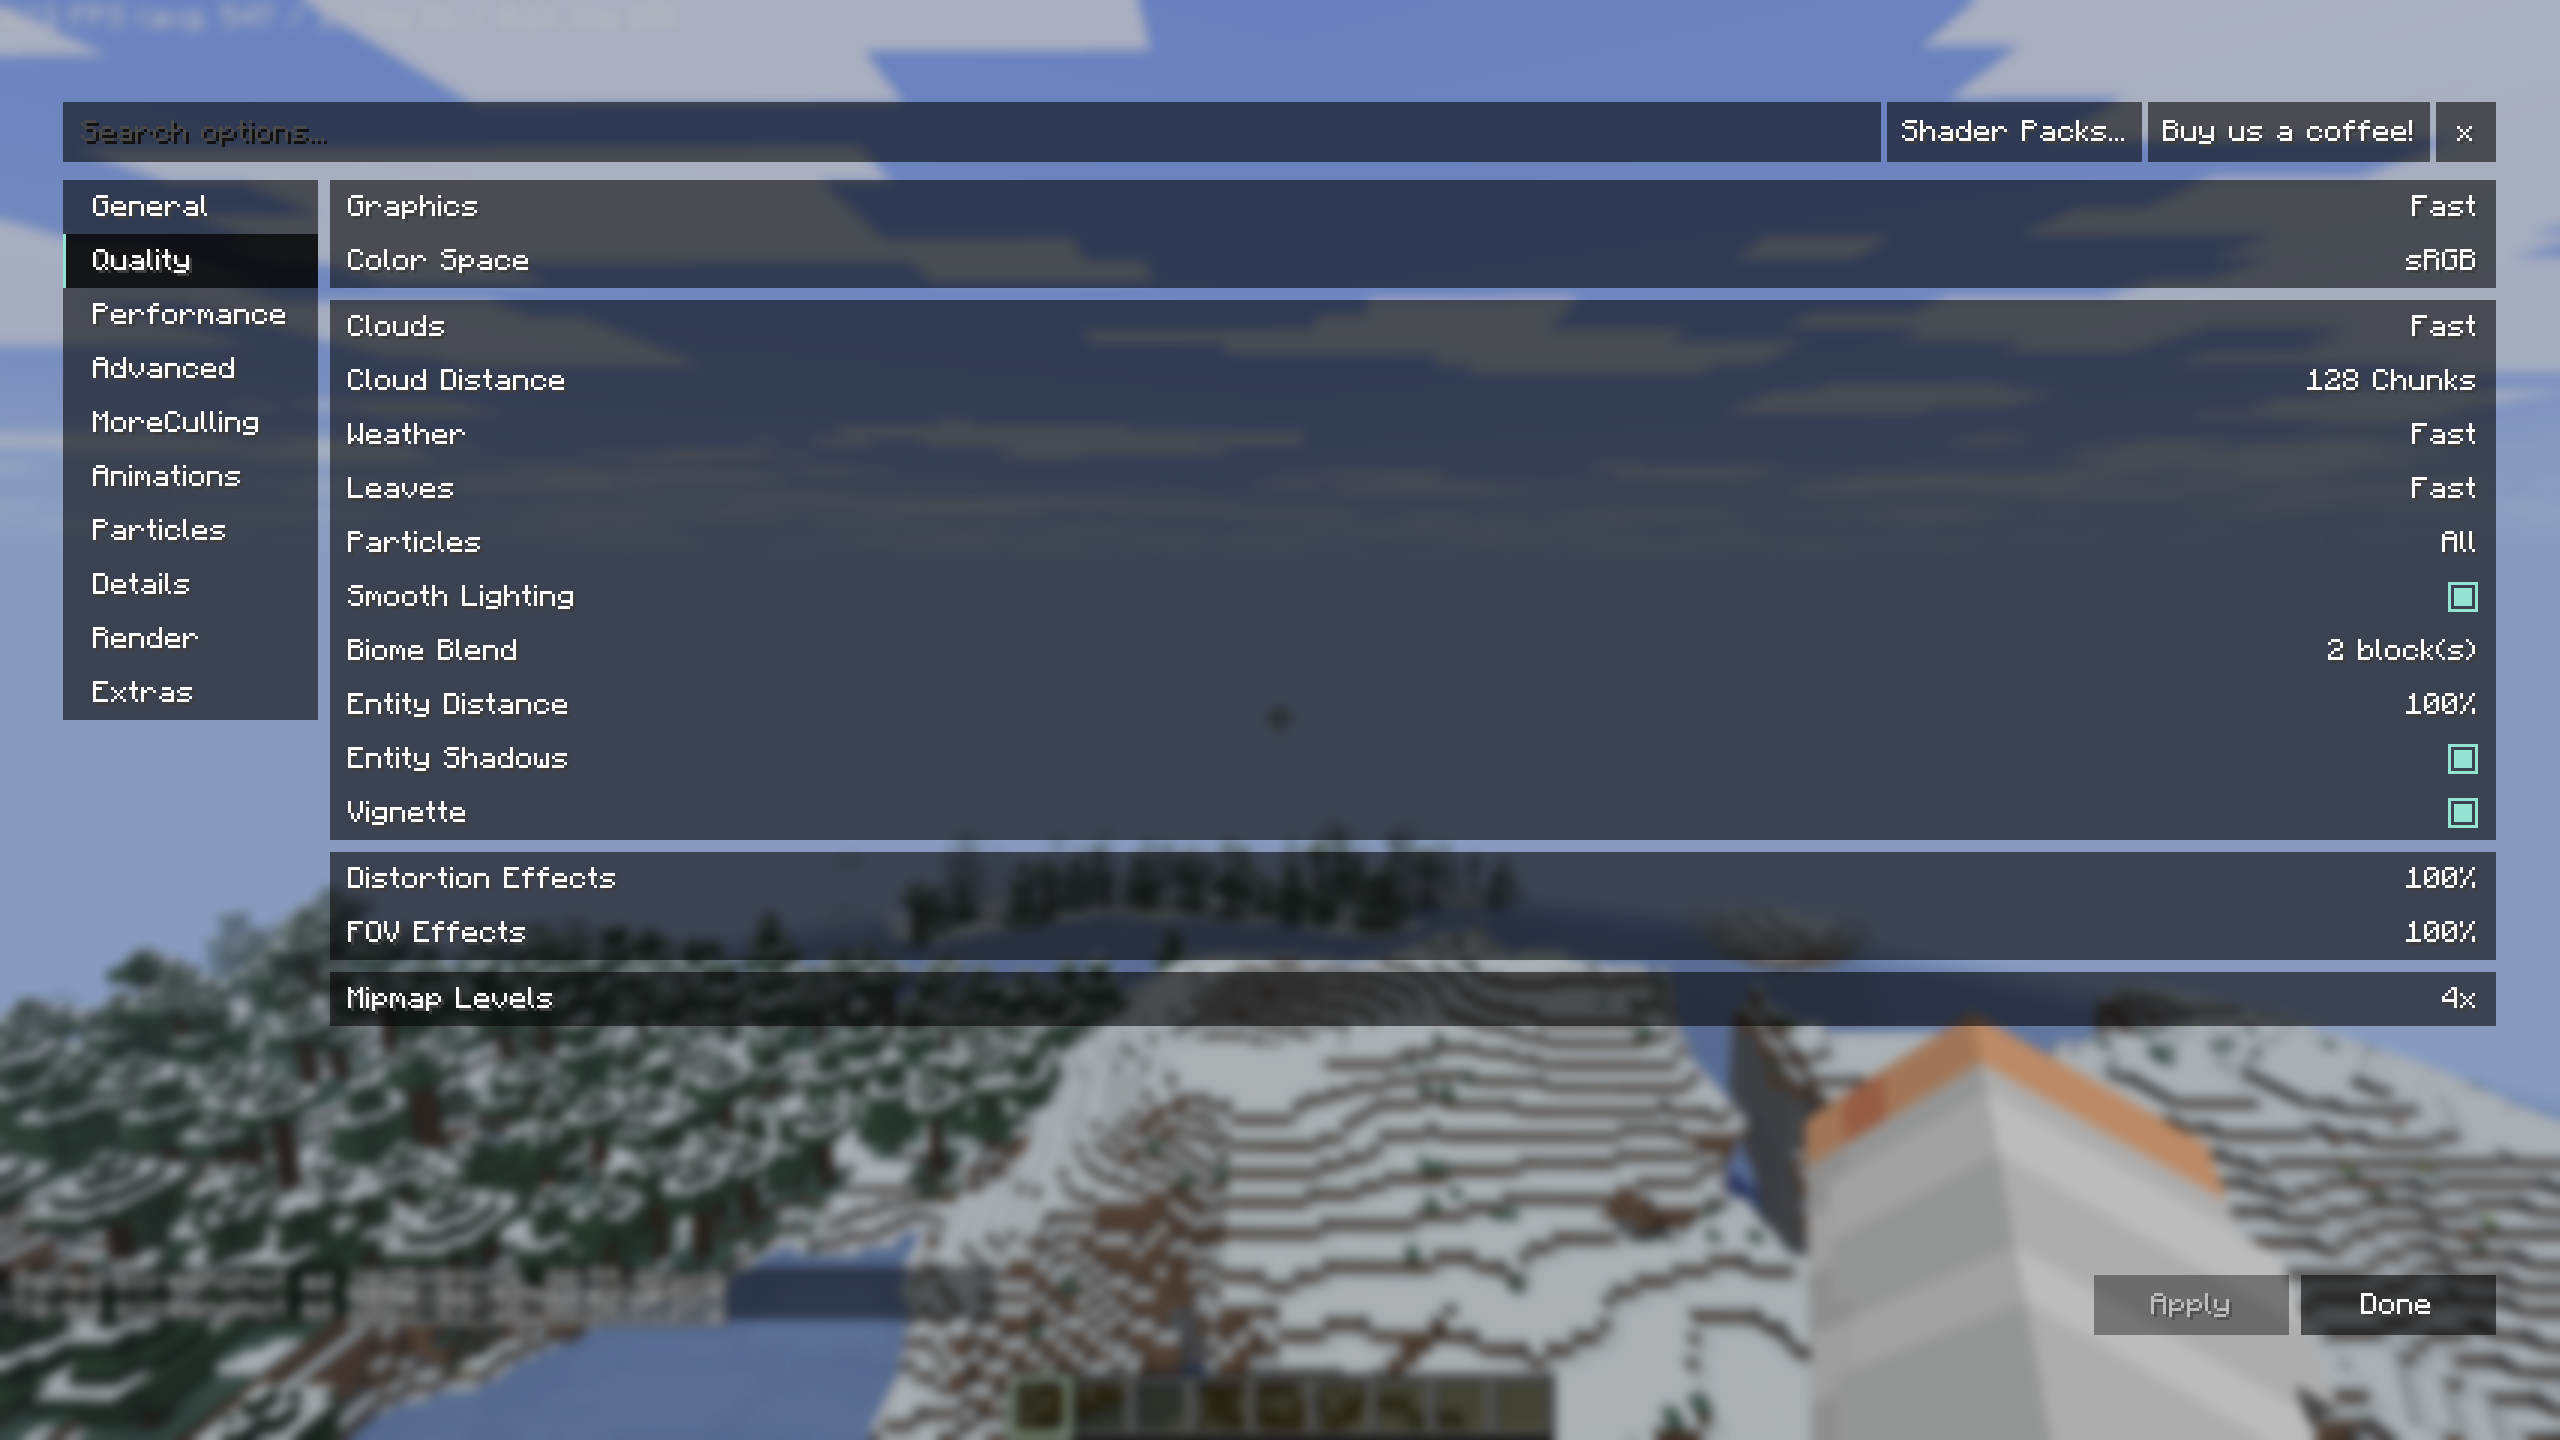 Search options...
Shader Packs...
Buy us a coffee!
x
General
Quality
Performance
Advanced
MoreCulling
Animations
Particles
Details
Render
Extras
Graphics Fast
Color Space sRGB
Clouds Fast
Cloud Distance 128 Chunks
Weather Fast
Leaves Fast
Particles All
Smooth Lighting
Biome Blend 2 block(s)
Entity Distance 100%
Entity Shadows
Vignette
Distortion Effects 100%
FOV Effects 100%
Mipmap Levels 4x
Apply
Done